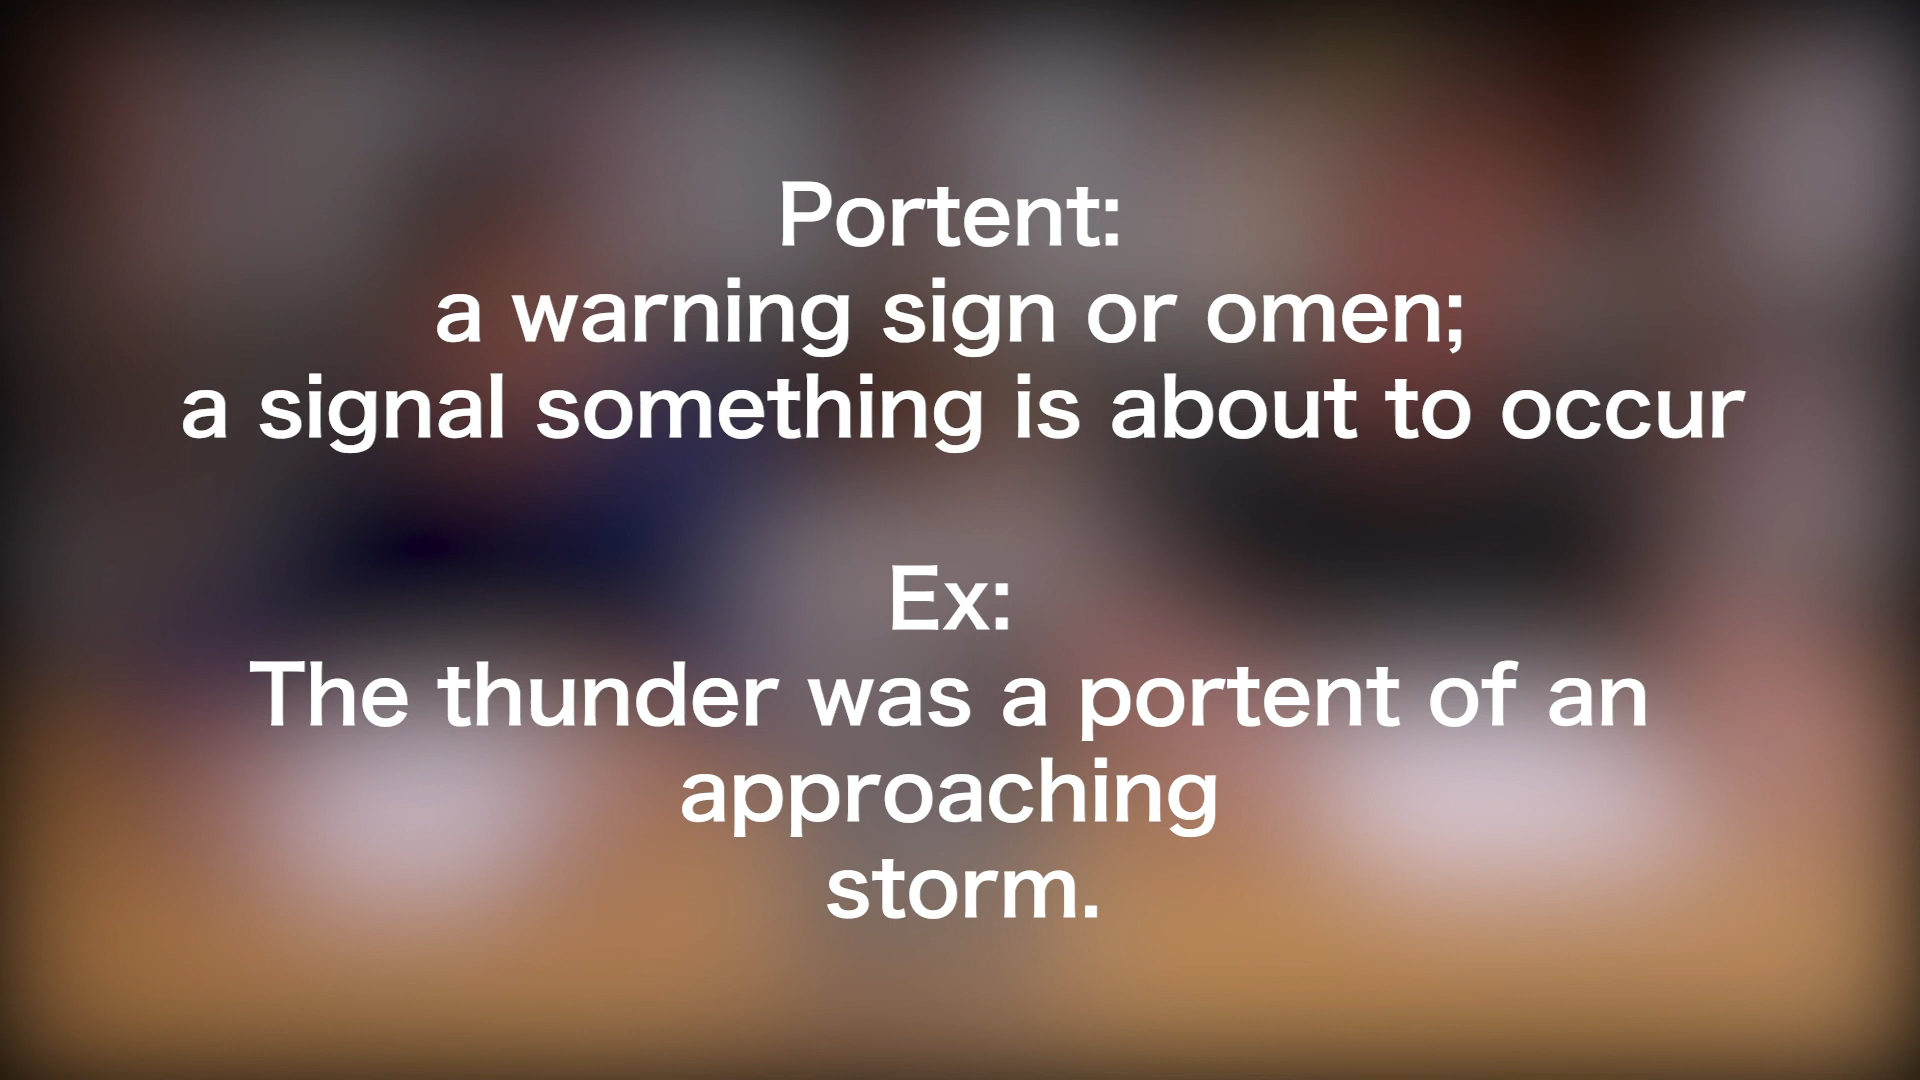 Portent:
a warning sign or omen;
a signal something is about to occur
Ex:
The thunder was a portent of an
approaching
storm.